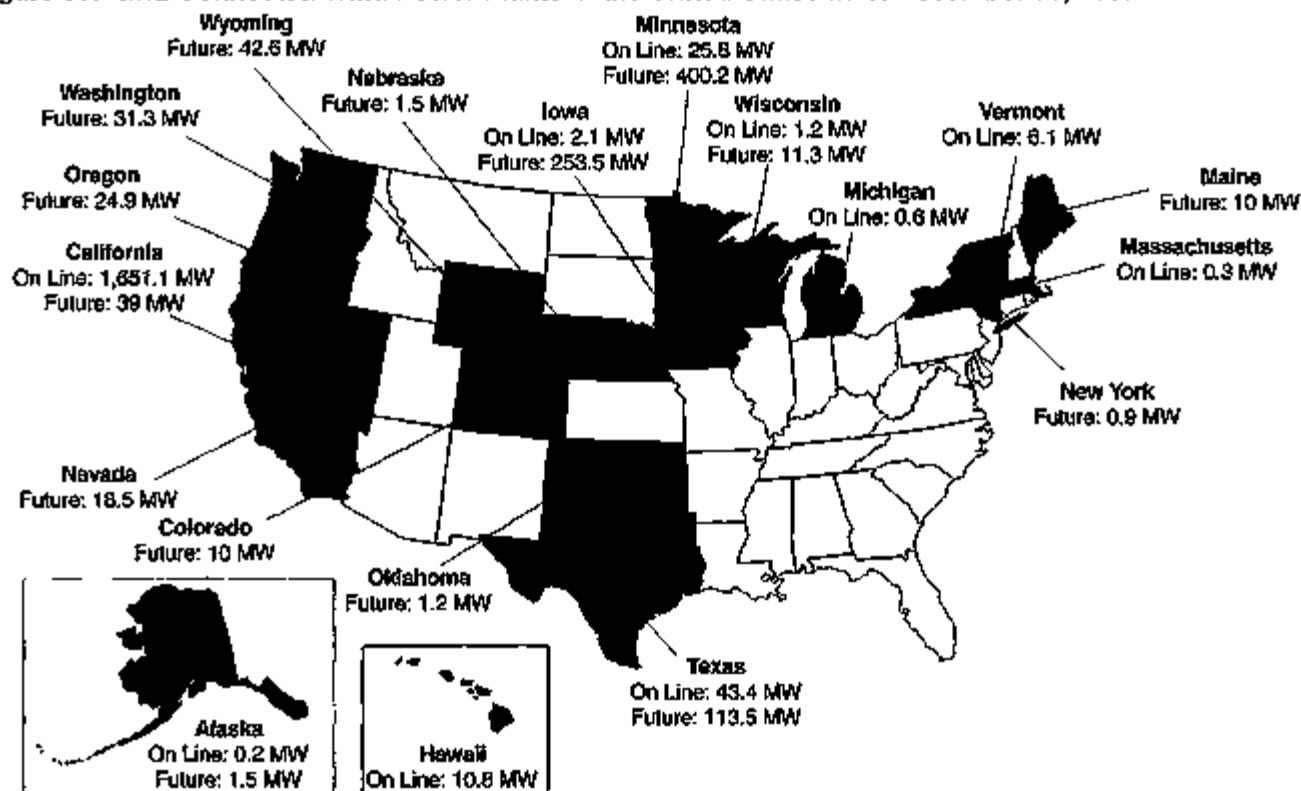 Wyoming
Future: 42.6 MW
Minnesota
On Line: 25.8 MW
Future: 400.2 MW
Nebraska
Future: 1.5 MW
Washington
Future: 31.3 MW
Iowa
On Line: 2.1 MW
Future: 253.5 MW
Wisconsin
On Line: 1.2 MW
Future: 11.3 MW
Vermont
On Line: 6.1 MW
Oregon
Future: 24.9 MW
Michigan
On Line: 0.6 MW
Maine
Future: 10 MW
California
On Line: 1,651.1 MW
Future: 39 MW
Massachusetts
On Line: 0.3 MW
New York
Future: 0.9 MW
Nevada
Future: 18.5 MW
Colorado
Future: 10 MW
Oklahoma
Future: 1.2 MW
Texas
On Line: 43.4 MW
Future: 113.5 MW
Alaska
On Line: 0.2 MW
Future: 1.5 MW
Hawaii
On Line: 10.8 MW